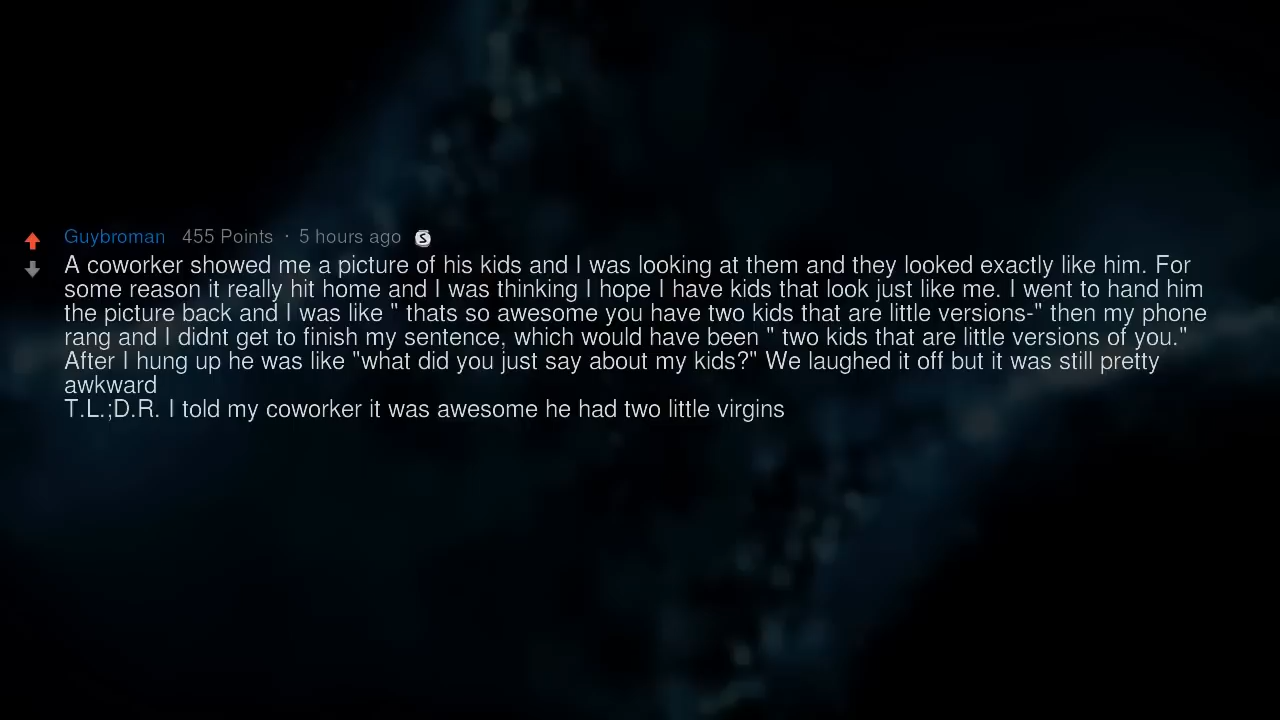 Guybroman 455 Points · 5 hours ago S
A coworker showed me a picture of his kids and I was looking at them and they looked exactly like him. For
some reason it really hit home and I was thinking I hope I have kids that look just like me. I went to hand him
the picture back and I was like " thats so awesome you have two kids that are little versions-" then my phone
rang and I didnt get to finish my sentence, which would have been " two kids that are little versions of you."
After I hung up he was like "what did you just say about my kids?" We laughed it off but it was still pretty
awkward
T.L.;D.R. I told my coworker it was awesome he had two little virgins